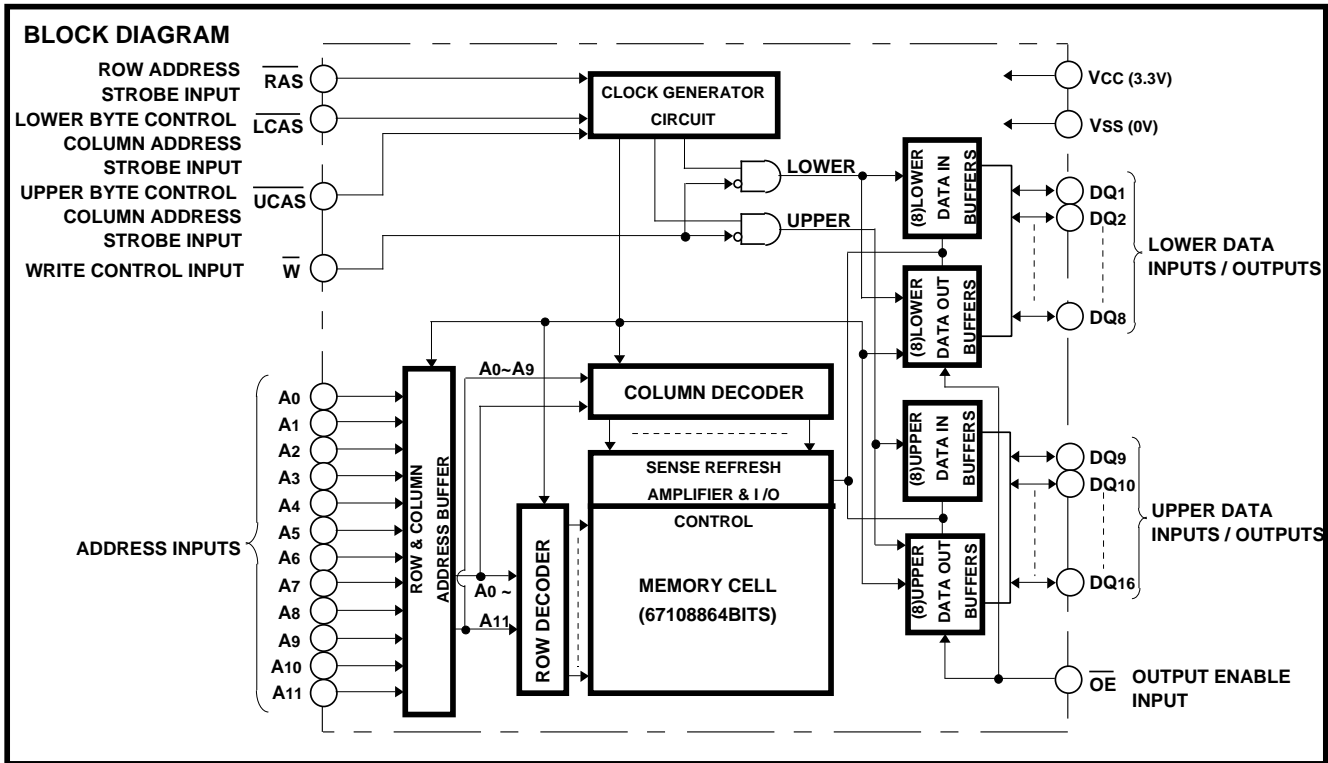 BLOCK DIAGRAM
ROW ADDRESS
STROBE INPUT
RAS
LOWER BYTE CONTROL
COLUMN ADDRESS
STROBE INPUT
LCAS
UPPER BYTE CONTROL
COLUMN ADDRESS
STROBE INPUT
UCAS
WRITE CONTROL INPUT
W
CLOCK GENERATOR
CIRCUIT
LOWER
UPPER
VCC (3.3V)
VSS (0V)
(8)LOWER
DATA IN
BUFFERS
(8)LOWER
DATA OUT
BUFFERS
DQ1
DQ2
DQ8
LOWER DATA
INPUTS / OUTPUTS
ADDRESS INPUTS
A0
A1
A2
A3
A4
A5
A6
A7
A8
A9
A10
A11
ROW & COLUMN
ADDRESS BUFFER
A0~A9
COLUMN DECODER
A0 ~
A11
ROW DECODER
SENSE REFRESH
AMPLIFIER & I /O
CONTROL
MEMORY CELL
(67108864BITS)
(8)UPPER
DATA IN
BUFFERS
(8)UPPER
DATA OUT
BUFFERS
DQ9
DQ10
DQ16
UPPER DATA
INPUTS / OUTPUTS
OE
OUTPUT ENABLE
INPUT